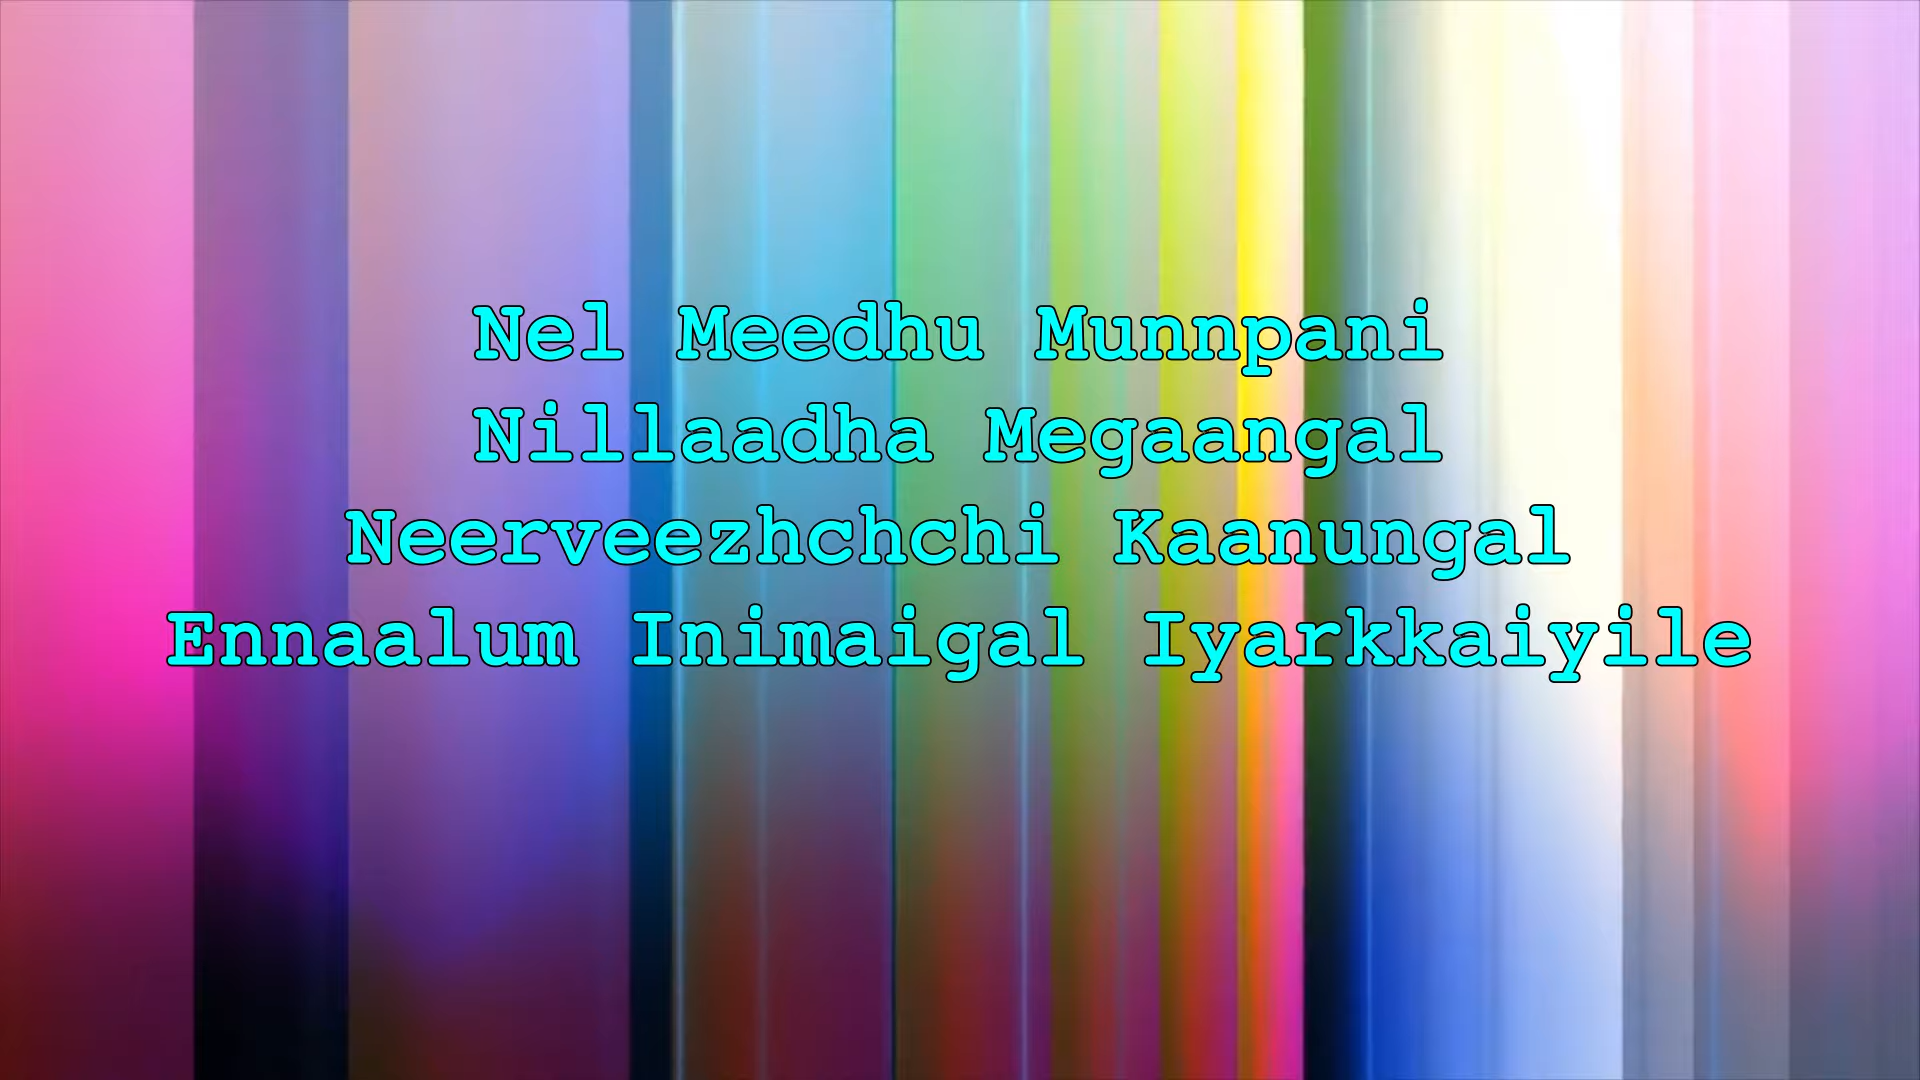 Nel Meedhu Munnpani
Nillaadha Megaangal
Neerveezhchchi Kaanungal
Ennaalum Inimaigal Iyarkkaiyile